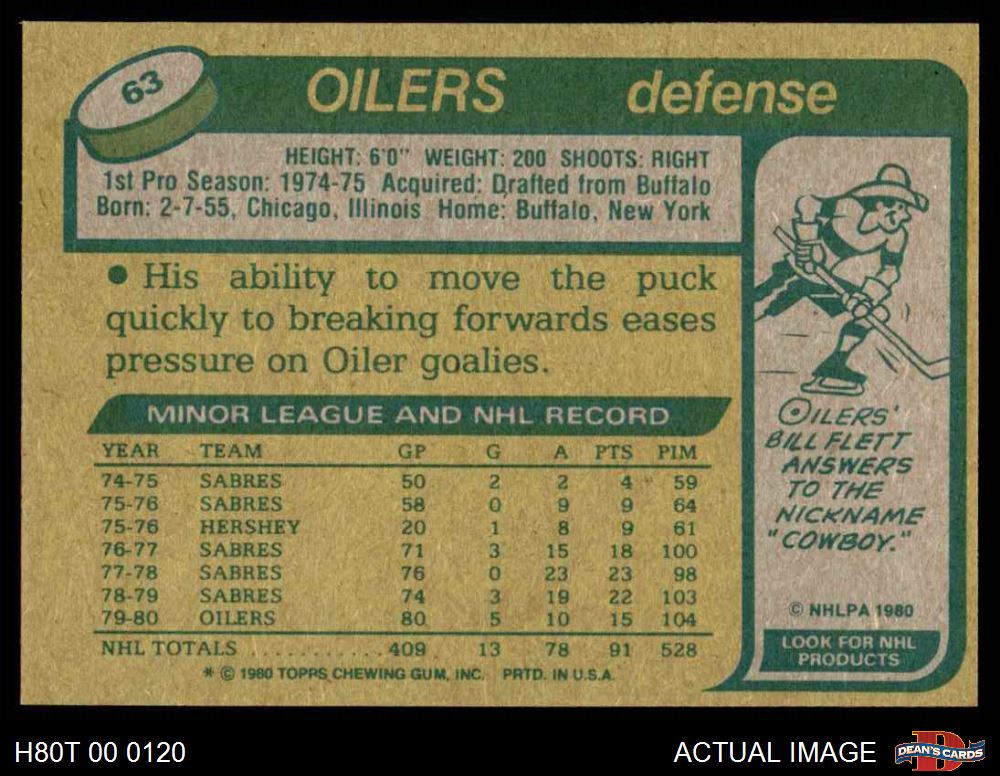 63
OILERS defense
HEIGHT: 6'0" WEIGHT: 200 SHOOTS: RIGHT
1st Pro Season: 1974-75 Acquired: Drafted from Buffalo
Born: 2-7-55, Chicago, Illinois Home: Buffalo, New York
● His ability to move the puck
quickly to breaking forwards eases
pressure on Oiler goalies.
MINOR LEAGUE AND NHL RECORD
YEAR TEAM GP G A PTS PIM
74-75 SABRES 50 2 2 4 59
75-76 SABRES 58 0 9 9 64
75-76 HERSHEY 20 1 8 9 61
76-77 SABRES 71 3 15 18 100
77-78 SABRES 76 0 23 23 98
78-79 SABRES 74 3 19 22 103
79-80 OILERS 80 5 10 15 104
NHL TOTALS . . . . . . . . . . . 409 13 78 91 528
* © 1980 TOPPS CHEWING GUM, INC. PRTD. IN U.S.A.
OILERS'
BILL FLETT
ANSWERS
TO THE
NICKNAME
"COWBOY."
© NHLPA 1980
LOOK FOR NHL
PRODUCTS
H80T 00 0120
ACTUAL IMAGE
DEAN'S CARDS